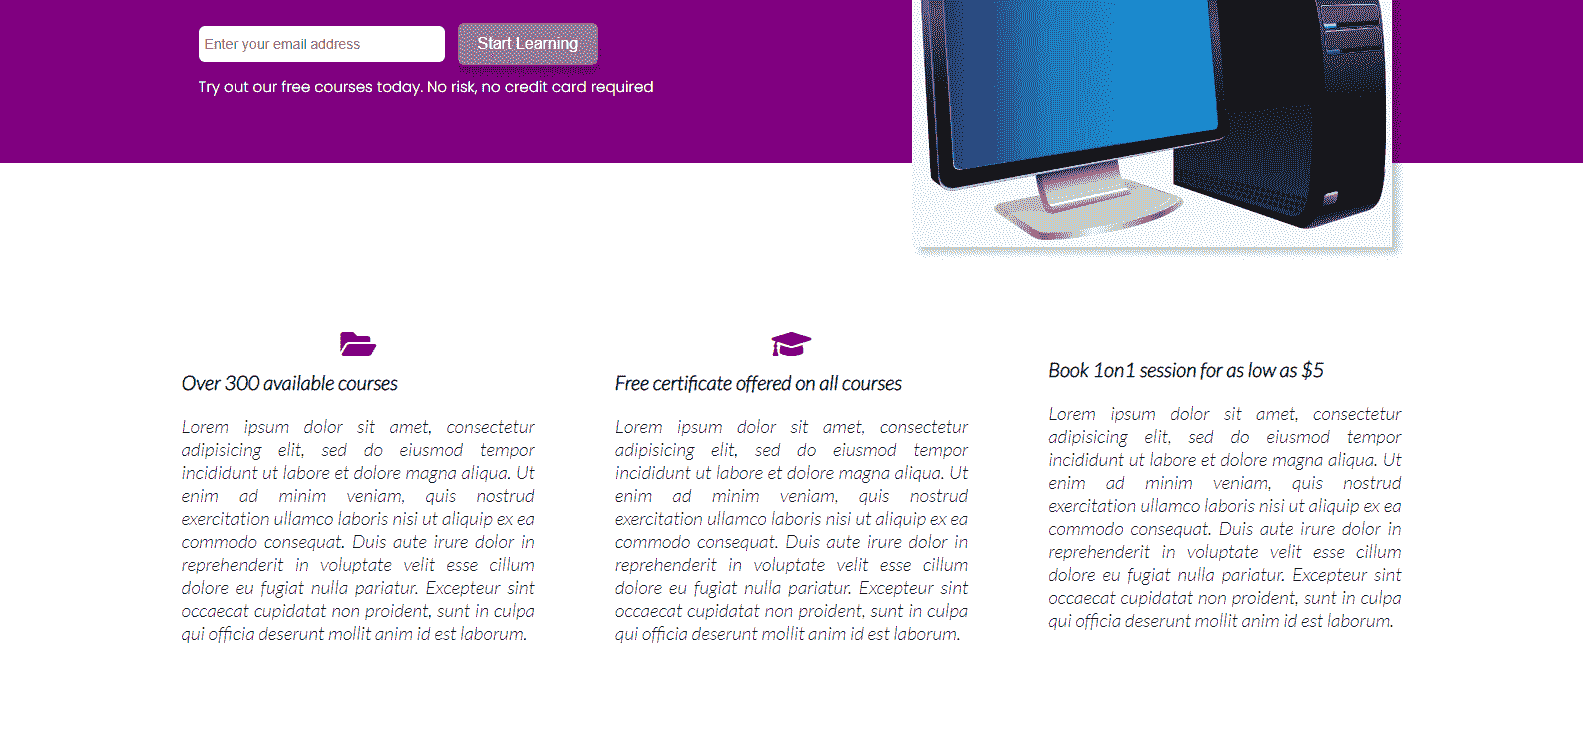 Enter your email address
Start Learning
Try out our free courses today. No risk, no credit card required
Over 300 available courses
Lorem ipsum dolor sit amet, consectetur
adipisicing elit, sed do eiusmod tempor
incididunt ut labore et dolore magna aliqua. Ut
enim ad minim veniam, quis nostrud
exercitation ullamco laboris nisi ut aliquip ex ea
commodo consequat. Duis aute irure dolor in
reprehenderit in voluptate velit esse cillum
dolore eu fugiat nulla pariatur. Excepteur sint
occaecat cupidatat non proident, sunt in culpa
qui officia deserunt mollit anim id est laborum.
Free certificate offered on all courses
Lorem ipsum dolor sit amet, consectetur
adipisicing elit, sed do eiusmod tempor
incididunt ut labore et dolore magna aliqua. Ut
enim ad minim veniam, quis nostrud
exercitation ullamco laboris nisi ut aliquip ex ea
commodo consequat. Duis aute irure dolor in
reprehenderit in voluptate velit esse cillum
dolore eu fugiat nulla pariatur. Excepteur sint
occaecat cupidatat non proident, sunt in culpa
qui officia deserunt mollit anim id est laborum.
Book 1on1 session for as low as $5
Lorem ipsum dolor sit amet, consectetur
adipisicing elit, sed do eiusmod tempor
incididunt ut labore et dolore magna aliqua. Ut
enim ad minim veniam, quis nostrud
exercitation ullamco laboris nisi ut aliquip ex ea
commodo consequat. Duis aute irure dolor in
reprehenderit in voluptate velit esse cillum
dolore eu fugiat nulla pariatur. Excepteur sint
occaecat cupidatat non proident, sunt in culpa
qui officia deserunt mollit anim id est laborum.